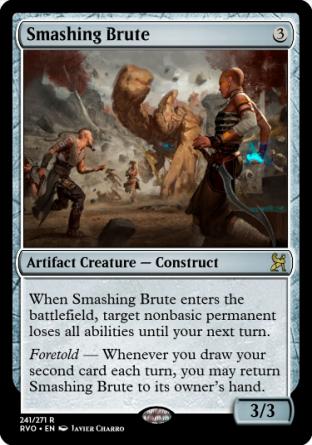 Smashing Brute 3
Artifact Creature — Construct
When Smashing Brute enters the
battlefield, target nonbasic permanent
loses all abilities until your next turn.
Foretold — Whenever you draw your
second card each turn, you may return
Smashing Brute to its owner's hand.
3/3
241/271 R
RVO • EN Javier Charro